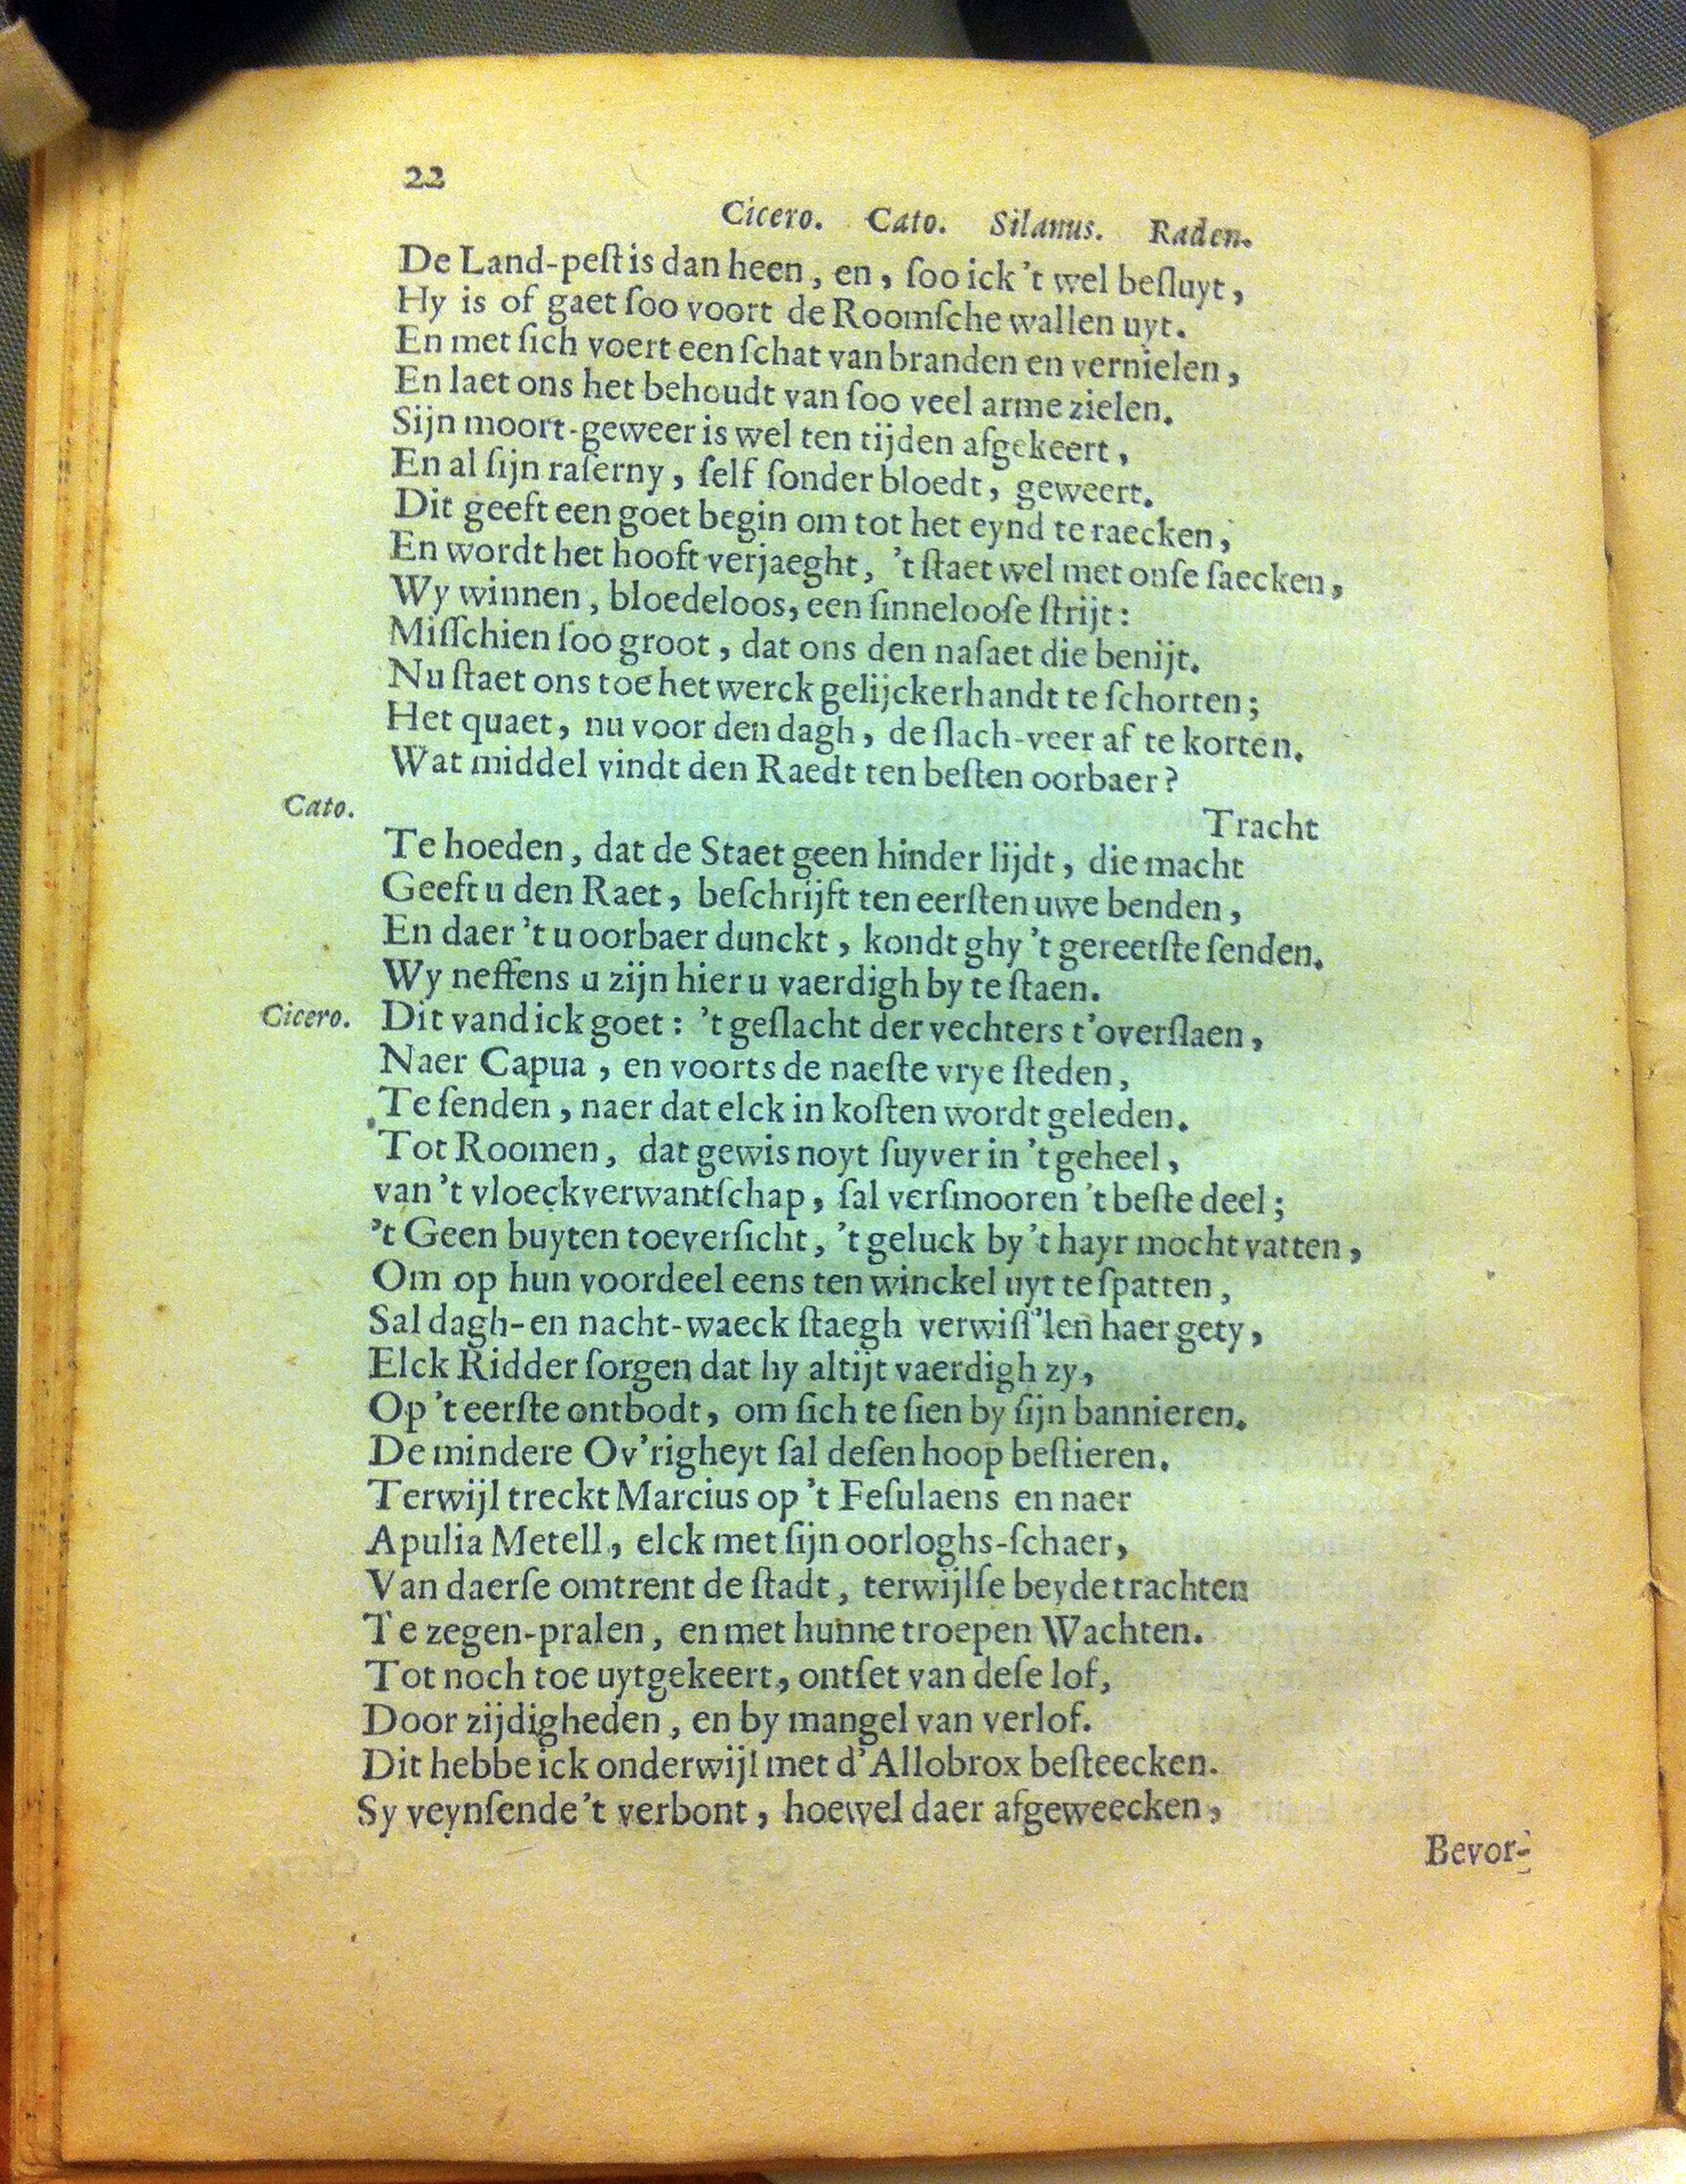 22
Cicero. Cato. Silanus. Raden.
De Land-peſt is dan heen, en, ſoo ick 't wel beſluyt,
Hy is of gaet ſoo voort de Roomſche wallen uyt.
En met ſich voert een ſchat van branden en vernielen,
En laet ons het behoudt van ſoo veel arme zielen.
Sijn moort-geweer is wel ten tijden afgekeert,
En al ſijn raſerny, ſelf ſonder bloedt, geweert.
Dit geeft een goet begin om tot het eynd te raecken,
En wordt het hooft verjaeght, 't ſtaet wel met onſe ſaecken,
Wy winnen, bloedeloos, een ſinnelooſe ſtrijt:
Miſſchien ſoo groot, dat ons den naſaet die benijt.
Nu ſtaet ons toe het werck gelijckerhandt te ſchorten;
Het quaet, nu voor den dagh, de ſlach-veer af te korten.
Wat middel vindt den Raedt ten beſten oorbaer?
Cato. Tracht
Te hoeden, dat de Staet geen hinder lijdt, die macht
Geeft u den Raet, beſchrijft ten eerſten uwe benden,
En daer 't u oorbaer dunckt, kondt ghy 't gereetſte ſenden.
Wy neffens u zijn hier u vaerdigh by te ſtaen.
Cicero. Dit vand ick goet: 't geſlacht der vechters t'overſlaen,
Naer Capua, en voorts de naeſte vrye ſteden,
Te ſenden, naer dat elck in koſten wordt geleden.
Tot Roomen, dat gewis noyt ſuyver in 't geheel,
van 't vloeckverwantſchap, ſal verſmooren 't beſte deel;
't Geen buyten toeverſicht, 't geluck by 't hayr mocht vatten,
Om op hun voordeel eens ten winckel uyt te ſpatten,
Sal dagh-en nacht-waeck ſtaegh verwiſſ'len haer gety,
Elck Ridder ſorgen dat hy altijt vaerdigh zy,
Op 't eerſte ontbodt, om ſich te ſien by ſijn bannieren.
De mindere Ov'righeyt ſal deſen hoop beſtieren.
Terwijl treckt Marcius op 't Feſulaens en naer
Apulia Metell, elck met ſijn oorloghs-ſchaer,
Van daerſe omtrent de ſtadt, terwijlſe beyde trachten
Te zegen-pralen, en met hunne troepen Wachten.
Tot noch toe uytgekeert, ontſet van deſe lof,
Door zijdigheden, en by mangel van verlof.
Dit hebbe ick onderwijl met d'Allobrox beſteecken.
Sy veynſende 't verbont, hoewel daer afgeweecken,
Bevor-